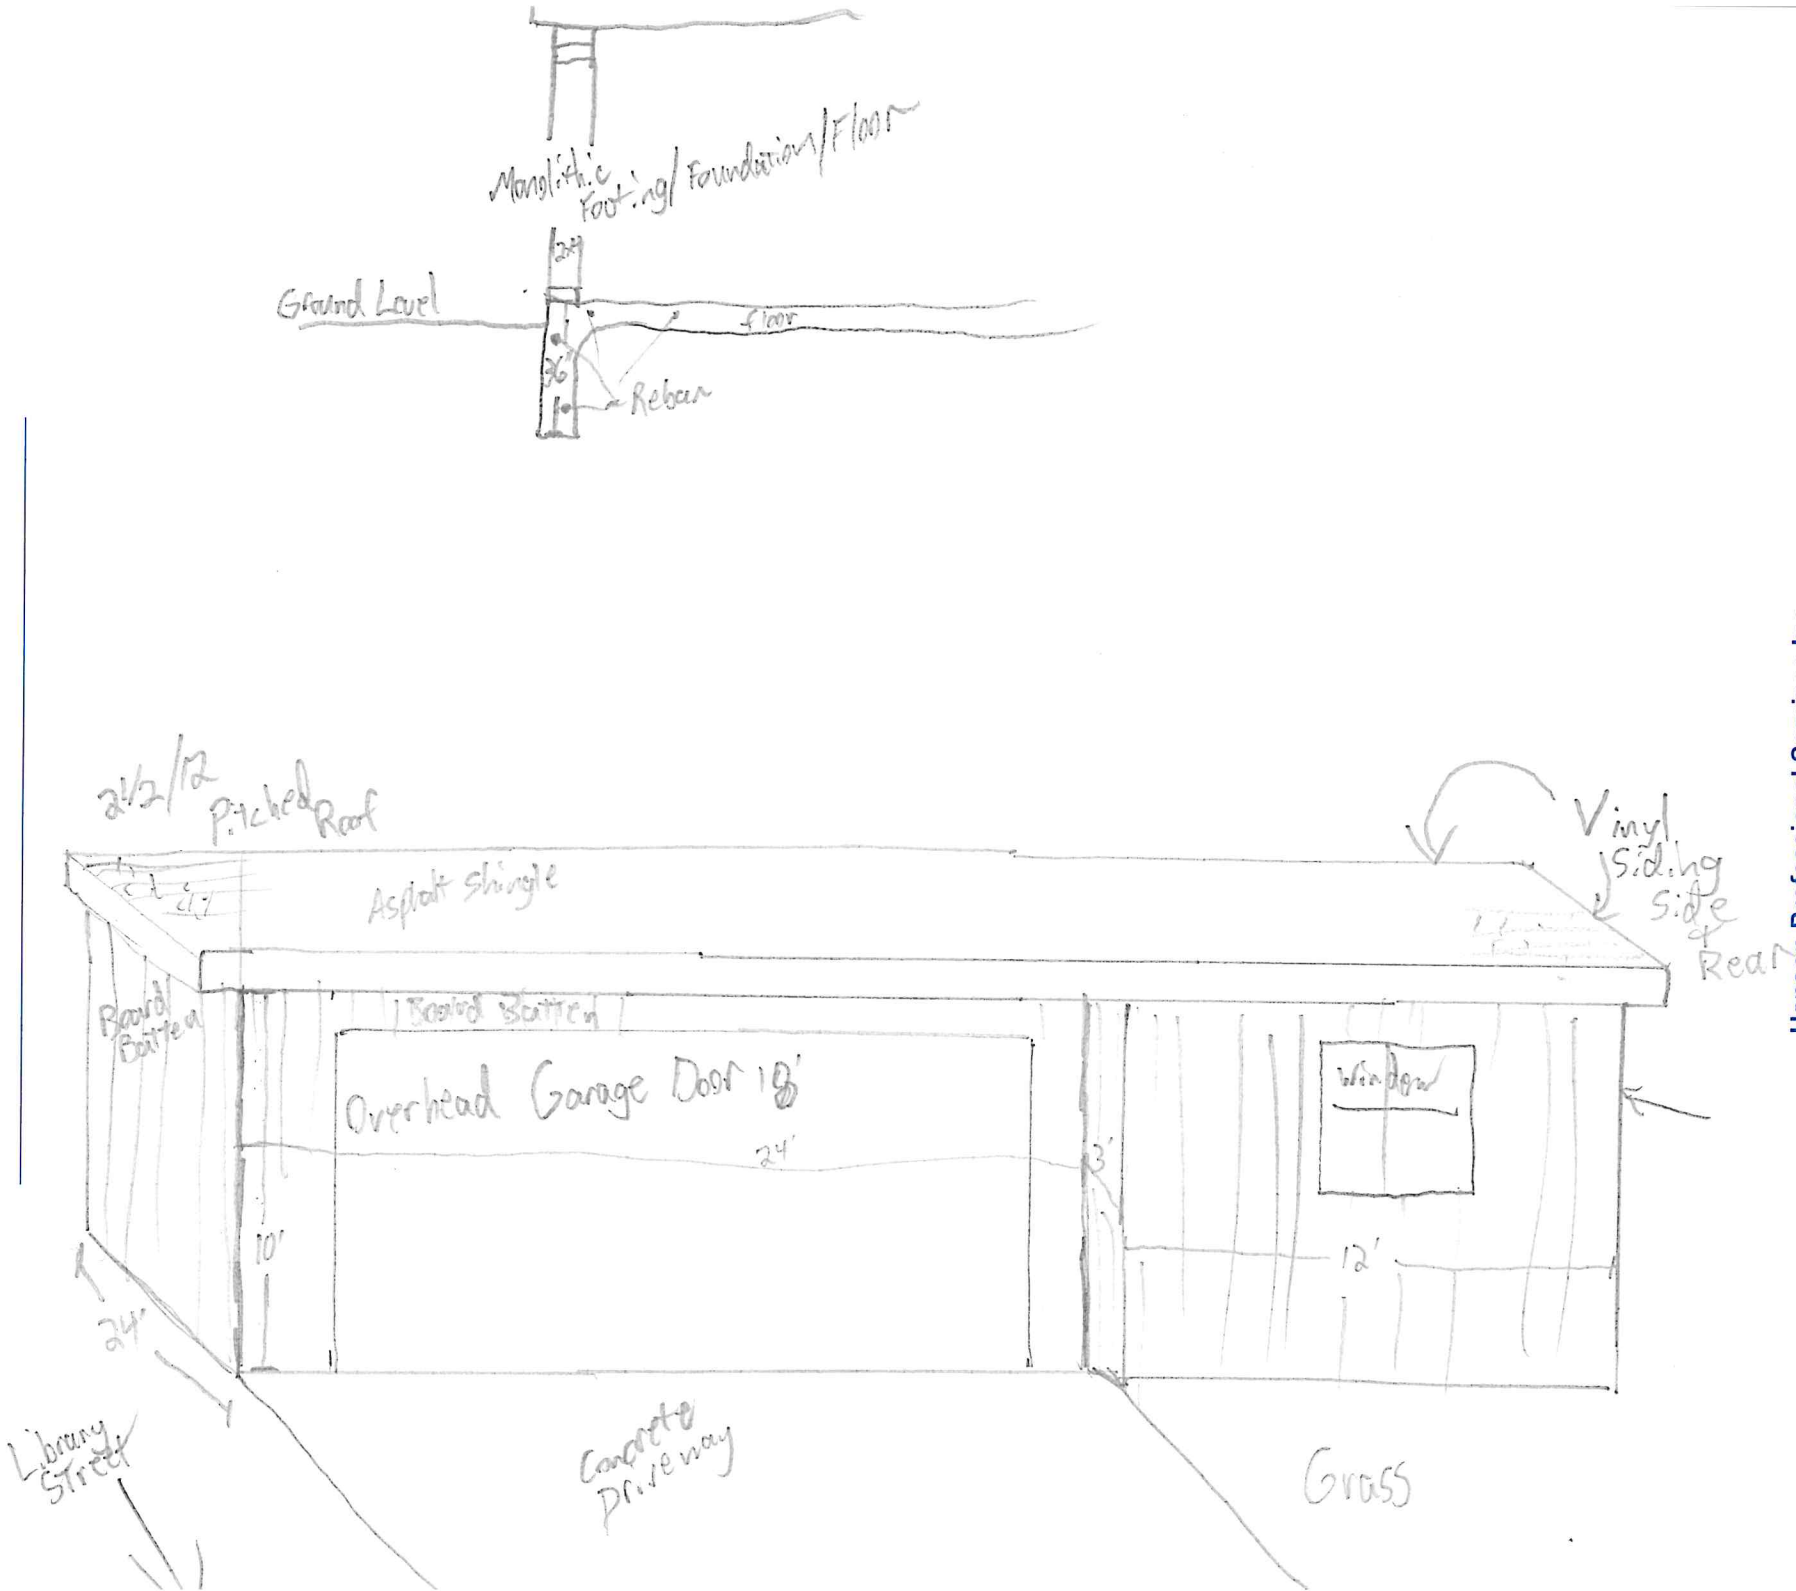 Monolithic
Footing/Foundation/Floor
2x4
Ground Level
floor
36"
Rebar
2 1/2/12
Pitched Roof
Vinyl
Siding
Side
&
Rear
Asphalt Shingle
Board
Batten
Board Batten
Overhead Garage Door 18'
Window
24'
3'
10'
12'
24'
Library
Street
Concrete
Driveway
Grass